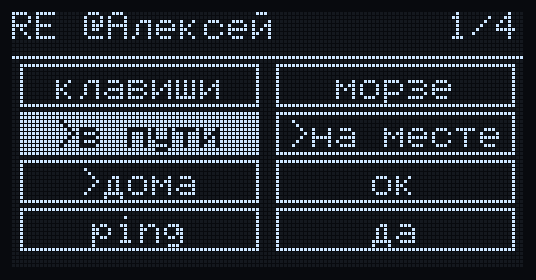 RE @Алексей 1/4
клавиши морзе
>в пути >на месте
>дома ок
ping да